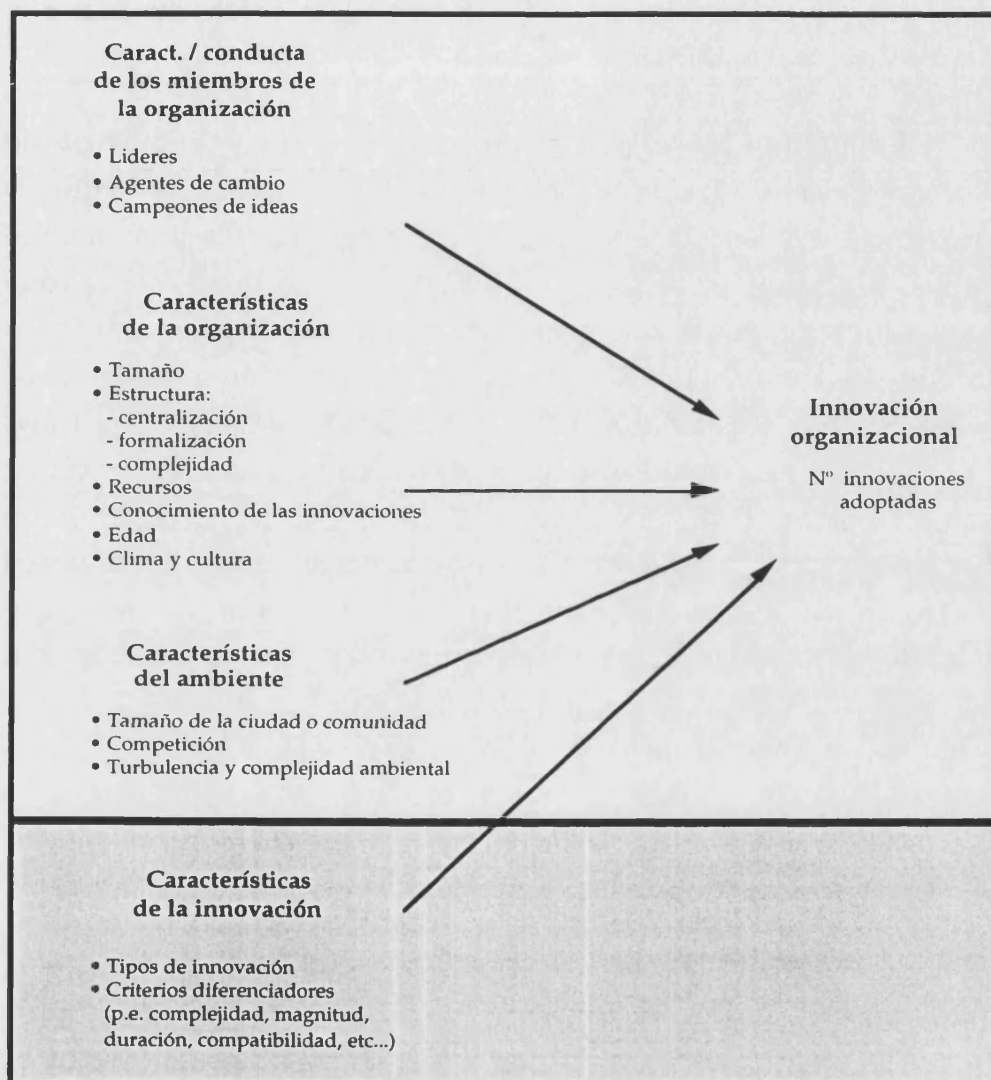 Caract. / conducta
de los miembros de
la organización
• Lideres
• Agentes de cambio
• Campeones de ideas
Característícas
de la organización
• Tamaño
• Estructura:
- centralización
- formalización
- complejidad
• Recursos
• Conocimiento de las innovaciones
• Edad
• Clima y cultura
Característícas
del ambiente
• Tamaño de la ciudad o comunidad
• Competición
• Turbulencia y complejidad ambiental
Innovación
organizacional
Nº innovaciones
adoptadas
Característícas
de la innovación
• Tipos de innovación
• Criterios diferenciadores
(p.e. complejidad, magnitud,
duración, compatibilidad, etc...)